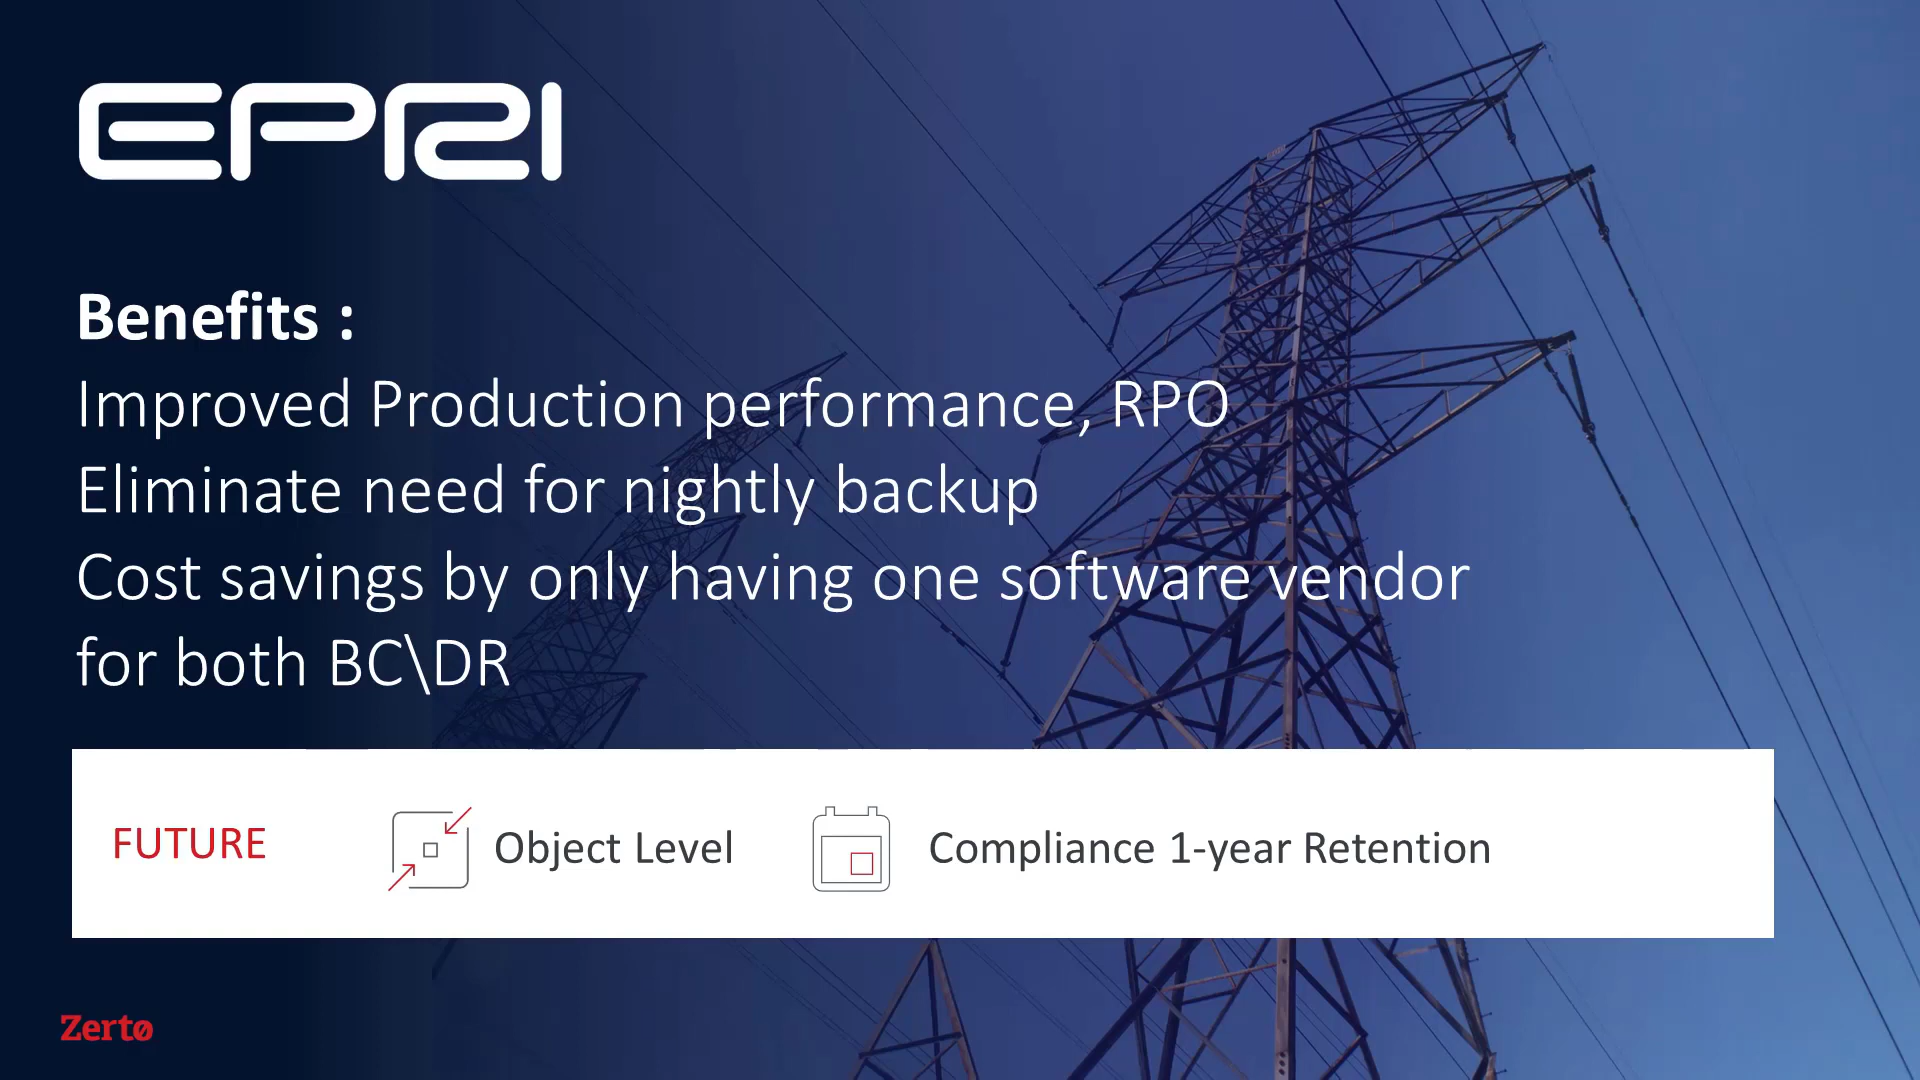 EPRI
Benefits :
Improved Production performance, RPO
Eliminate need for nightly backup
Cost savings by only having one software vendor
for both BC\DR
FUTURE
Object Level
Compliance 1-year Retention
Zerto